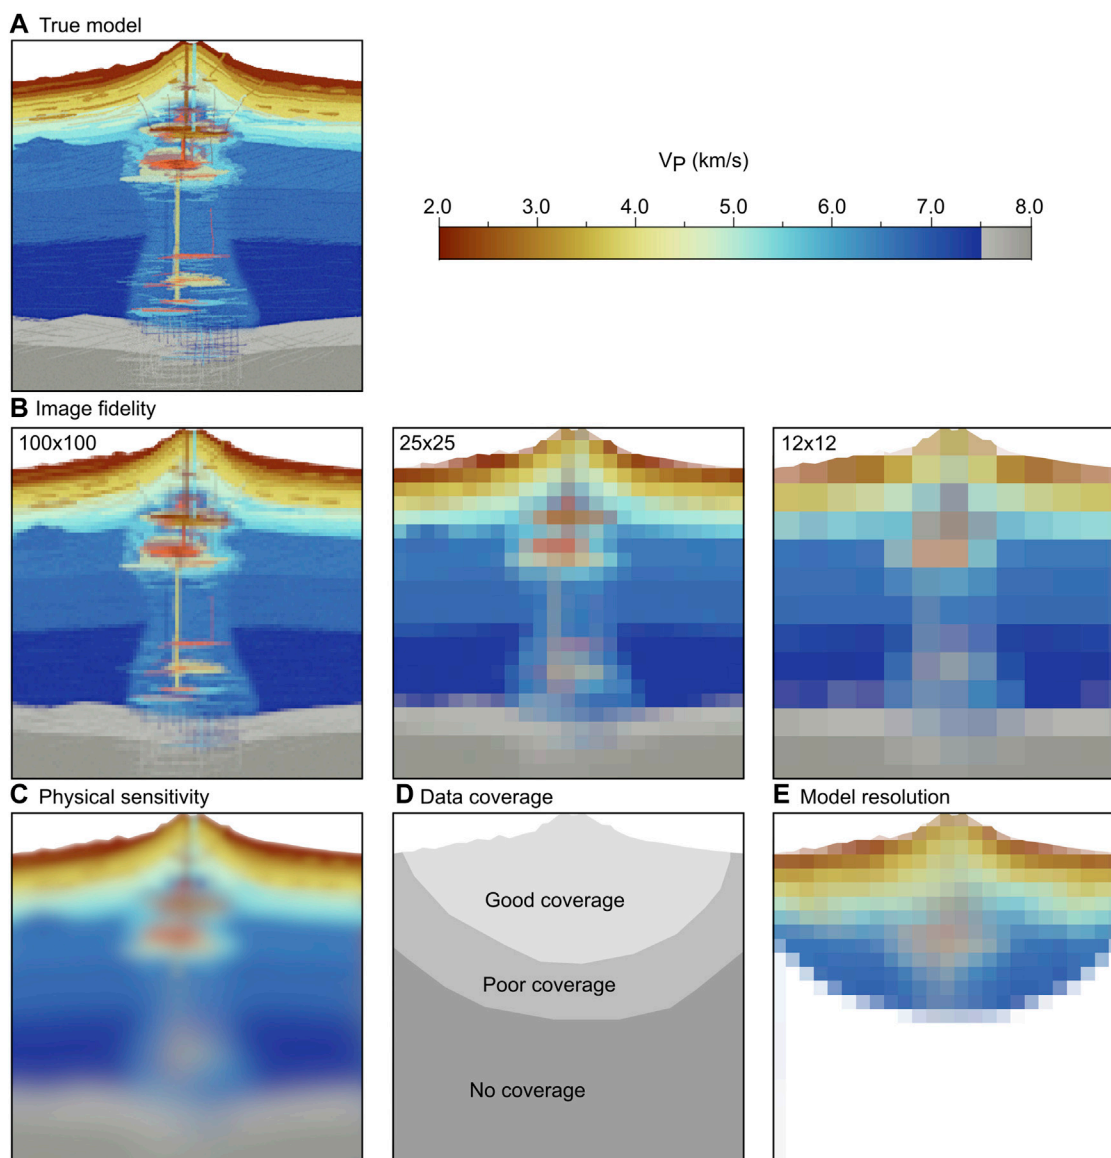 A True model
VP (km/s)
2.0 3.0 4.0 5.0 6.0 7.0 8.0
B Image fidelity
100x100
25x25
12x12
C Physical sensitivity
D Data coverage
E Model resolution
Good coverage
Poor coverage
No coverage